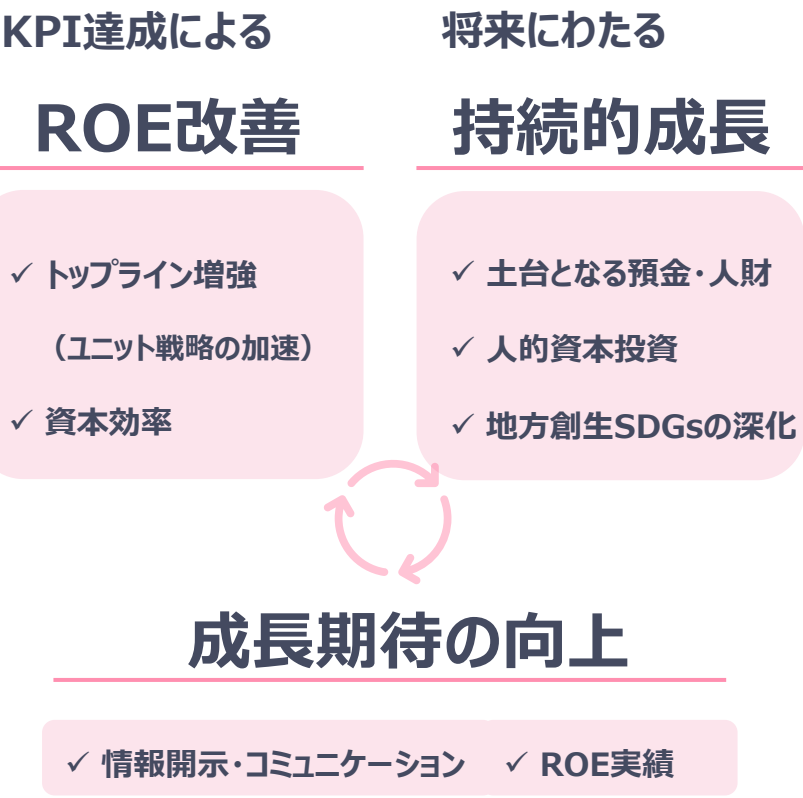 KPI達成による
ROE改善
✓ トップライン増強
（ユニット戦略の加速）
✓ 資本効率
将来にわたる
持続的成長
✓ 土台となる預金・人財
✓ 人的資本投資
✓ 地方創生SDGsの深化
成長期待の向上
✓ 情報開示・コミュニケーション
✓ ROE実績